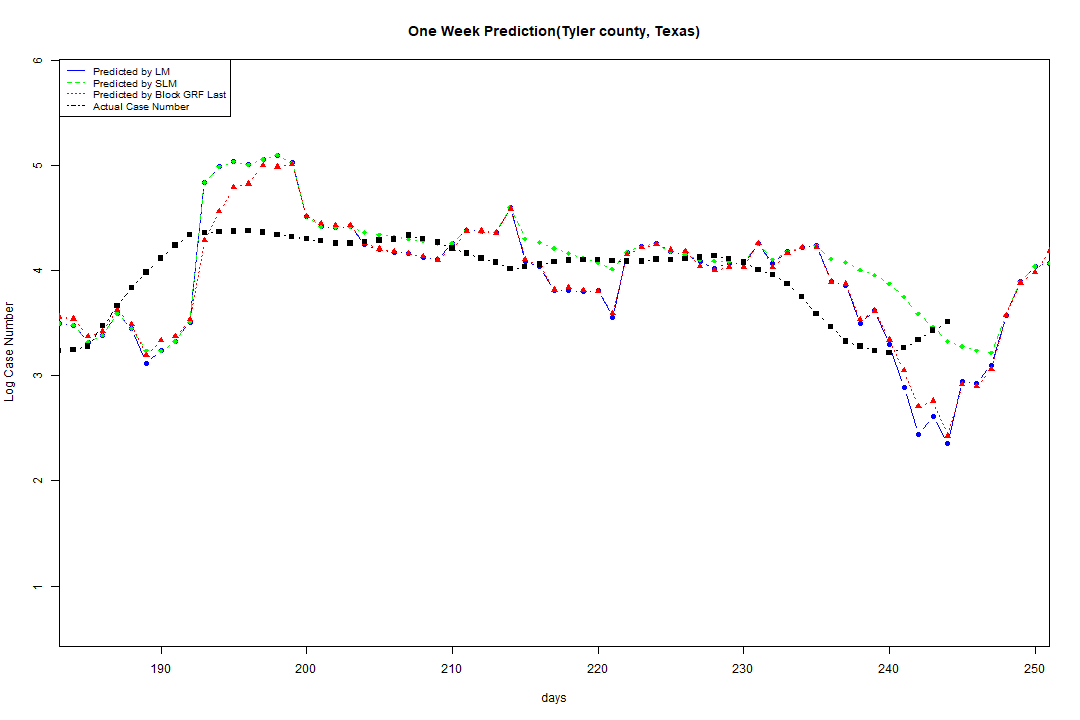 One Week Prediction(Tyler county, Texas)
Predicted by LM
Predicted by SLM
Predicted by Block GRF Last
Actual Case Number
6
5
4
3
2
1
Log Case Number
190 200 210 220 230 240 250
days